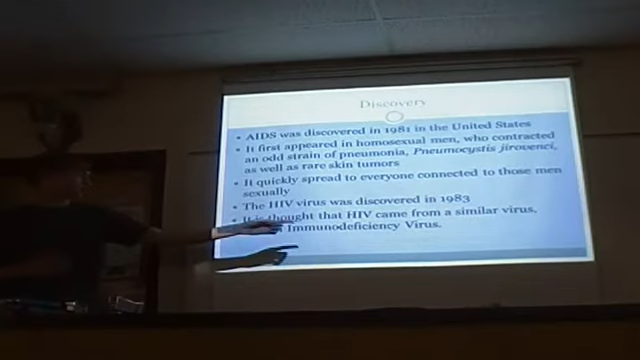 Discovery
• AIDS was discovered in 1981 in the United States
• It first appeared in homosexual men, who contracted
an odd strain of pneumonia, Pneumocystis jirovenci,
as well as rare skin tumors
• It quickly spread to everyone connected to those men
sexually
• The HIV virus was discovered in 1983
• It is thought that HIV came from a similar virus,
Immunodeficiency Virus.